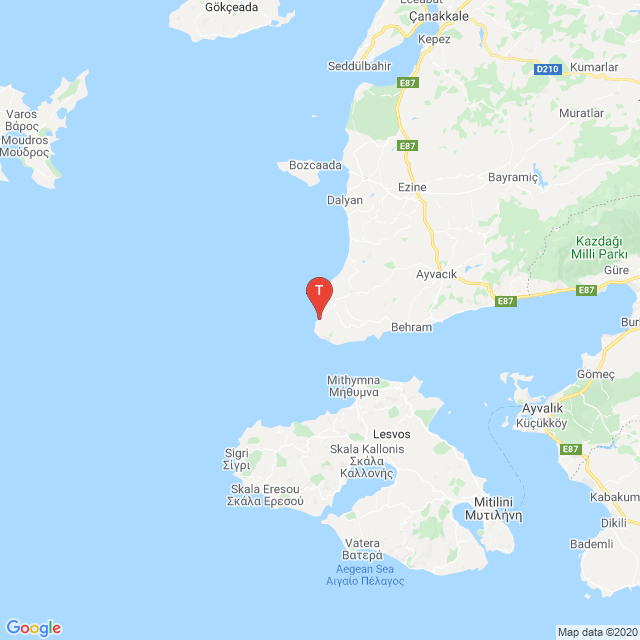 Eceabat
Gökçeada
Çanakkale
Kepez
Seddülbahir
D210
Kumarlar
E87
Muratlar
Varos
Βάρος
Moudros
Μούδρος
E87
Bozcaada
Bayramiç
Ezine
Dalyan
Kazdağı
Milli Parkı
Güre
Ayvacık
E87
E87
T
Behram
Bur
Gömeç
Mithymna
Μήθυμνα
Ayvalık
Küçükköy
Lesvos
E87
Skala Kallonis
Σκάλα
Καλλονής
Sigri
Σίγρι
Skala Eresou
Σκάλα Ερεσού
Mitilini
Μυτιλήνη
Kabakum
Dikili
Bademli
Vatera
Βατερά
Aegean Sea
Αιγαίο Πέλαγος
Google
Map data ©2020